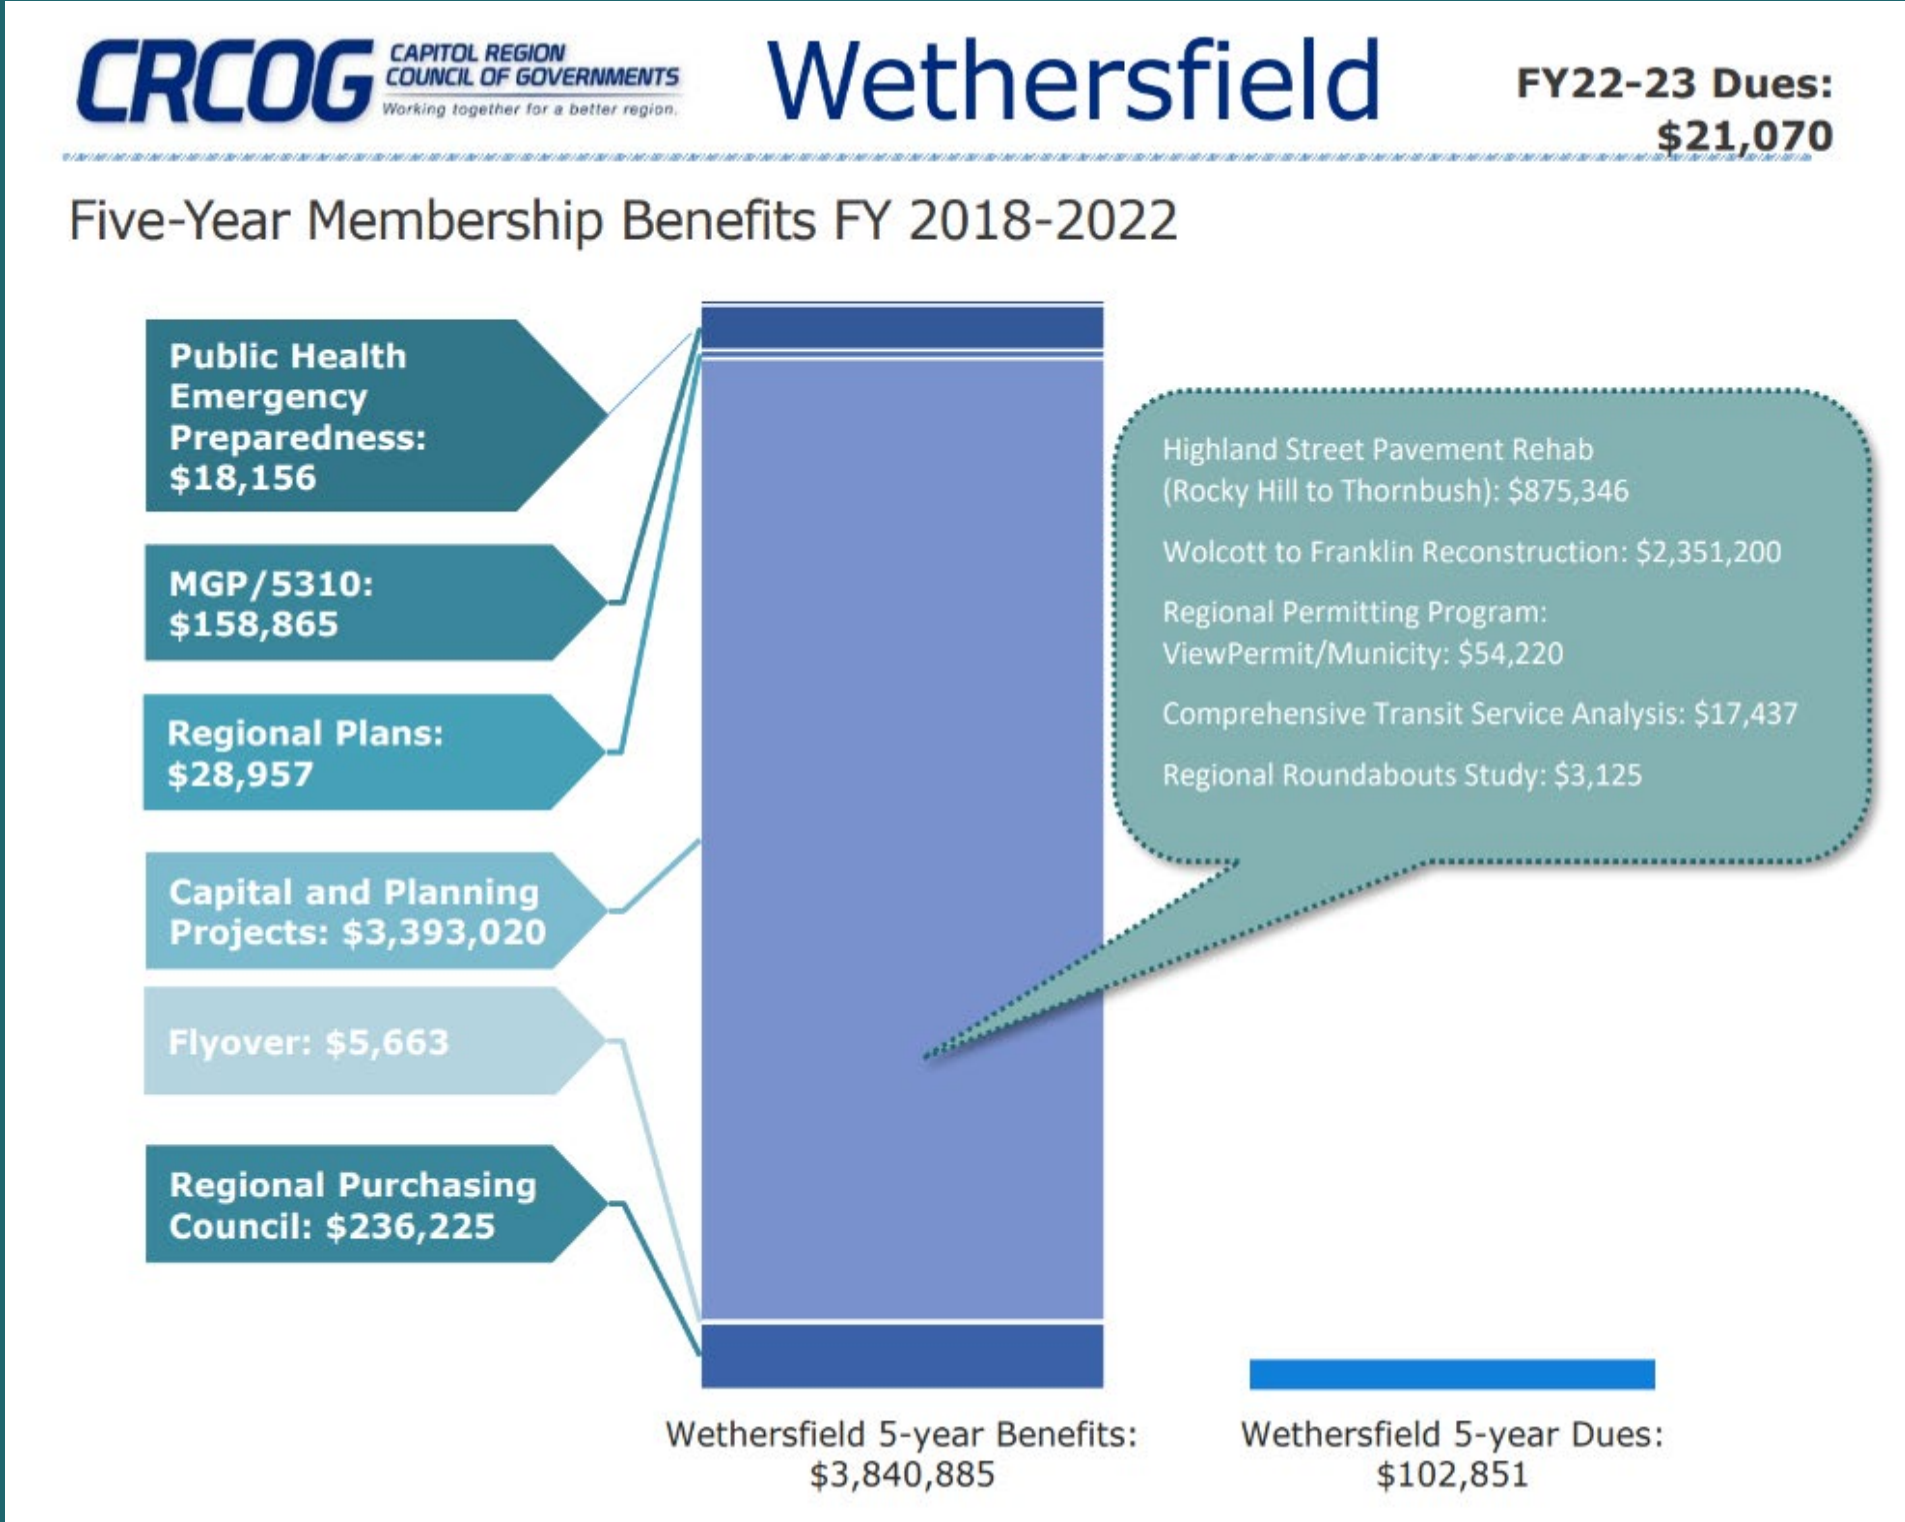 CRCOG
CAPITOL REGION
COUNCIL OF GOVERNMENTS
Working together for a better region.
Wethersfield
FY22-23 Dues:
$21,070
Five-Year Membership Benefits FY 2018-2022
Public Health
Emergency
Preparedness:
$18,156
MGP/5310:
$158,865
Regional Plans:
$28,957
Capital and Planning
Projects: $3,393,020
Flyover: $5,663
Regional Purchasing
Council: $236,225
Highland Street Pavement Rehab
(Rocky Hill to Thornbush): $875,346
Wolcott to Franklin Reconstruction: $2,351,200
Regional Permitting Program:
ViewPermit/Municity: $54,220
Comprehensive Transit Service Analysis: $17,437
Regional Roundabouts Study: $3,125
Wethersfield 5-year Benefits:
$3,840,885
Wethersfield 5-year Dues:
$102,851